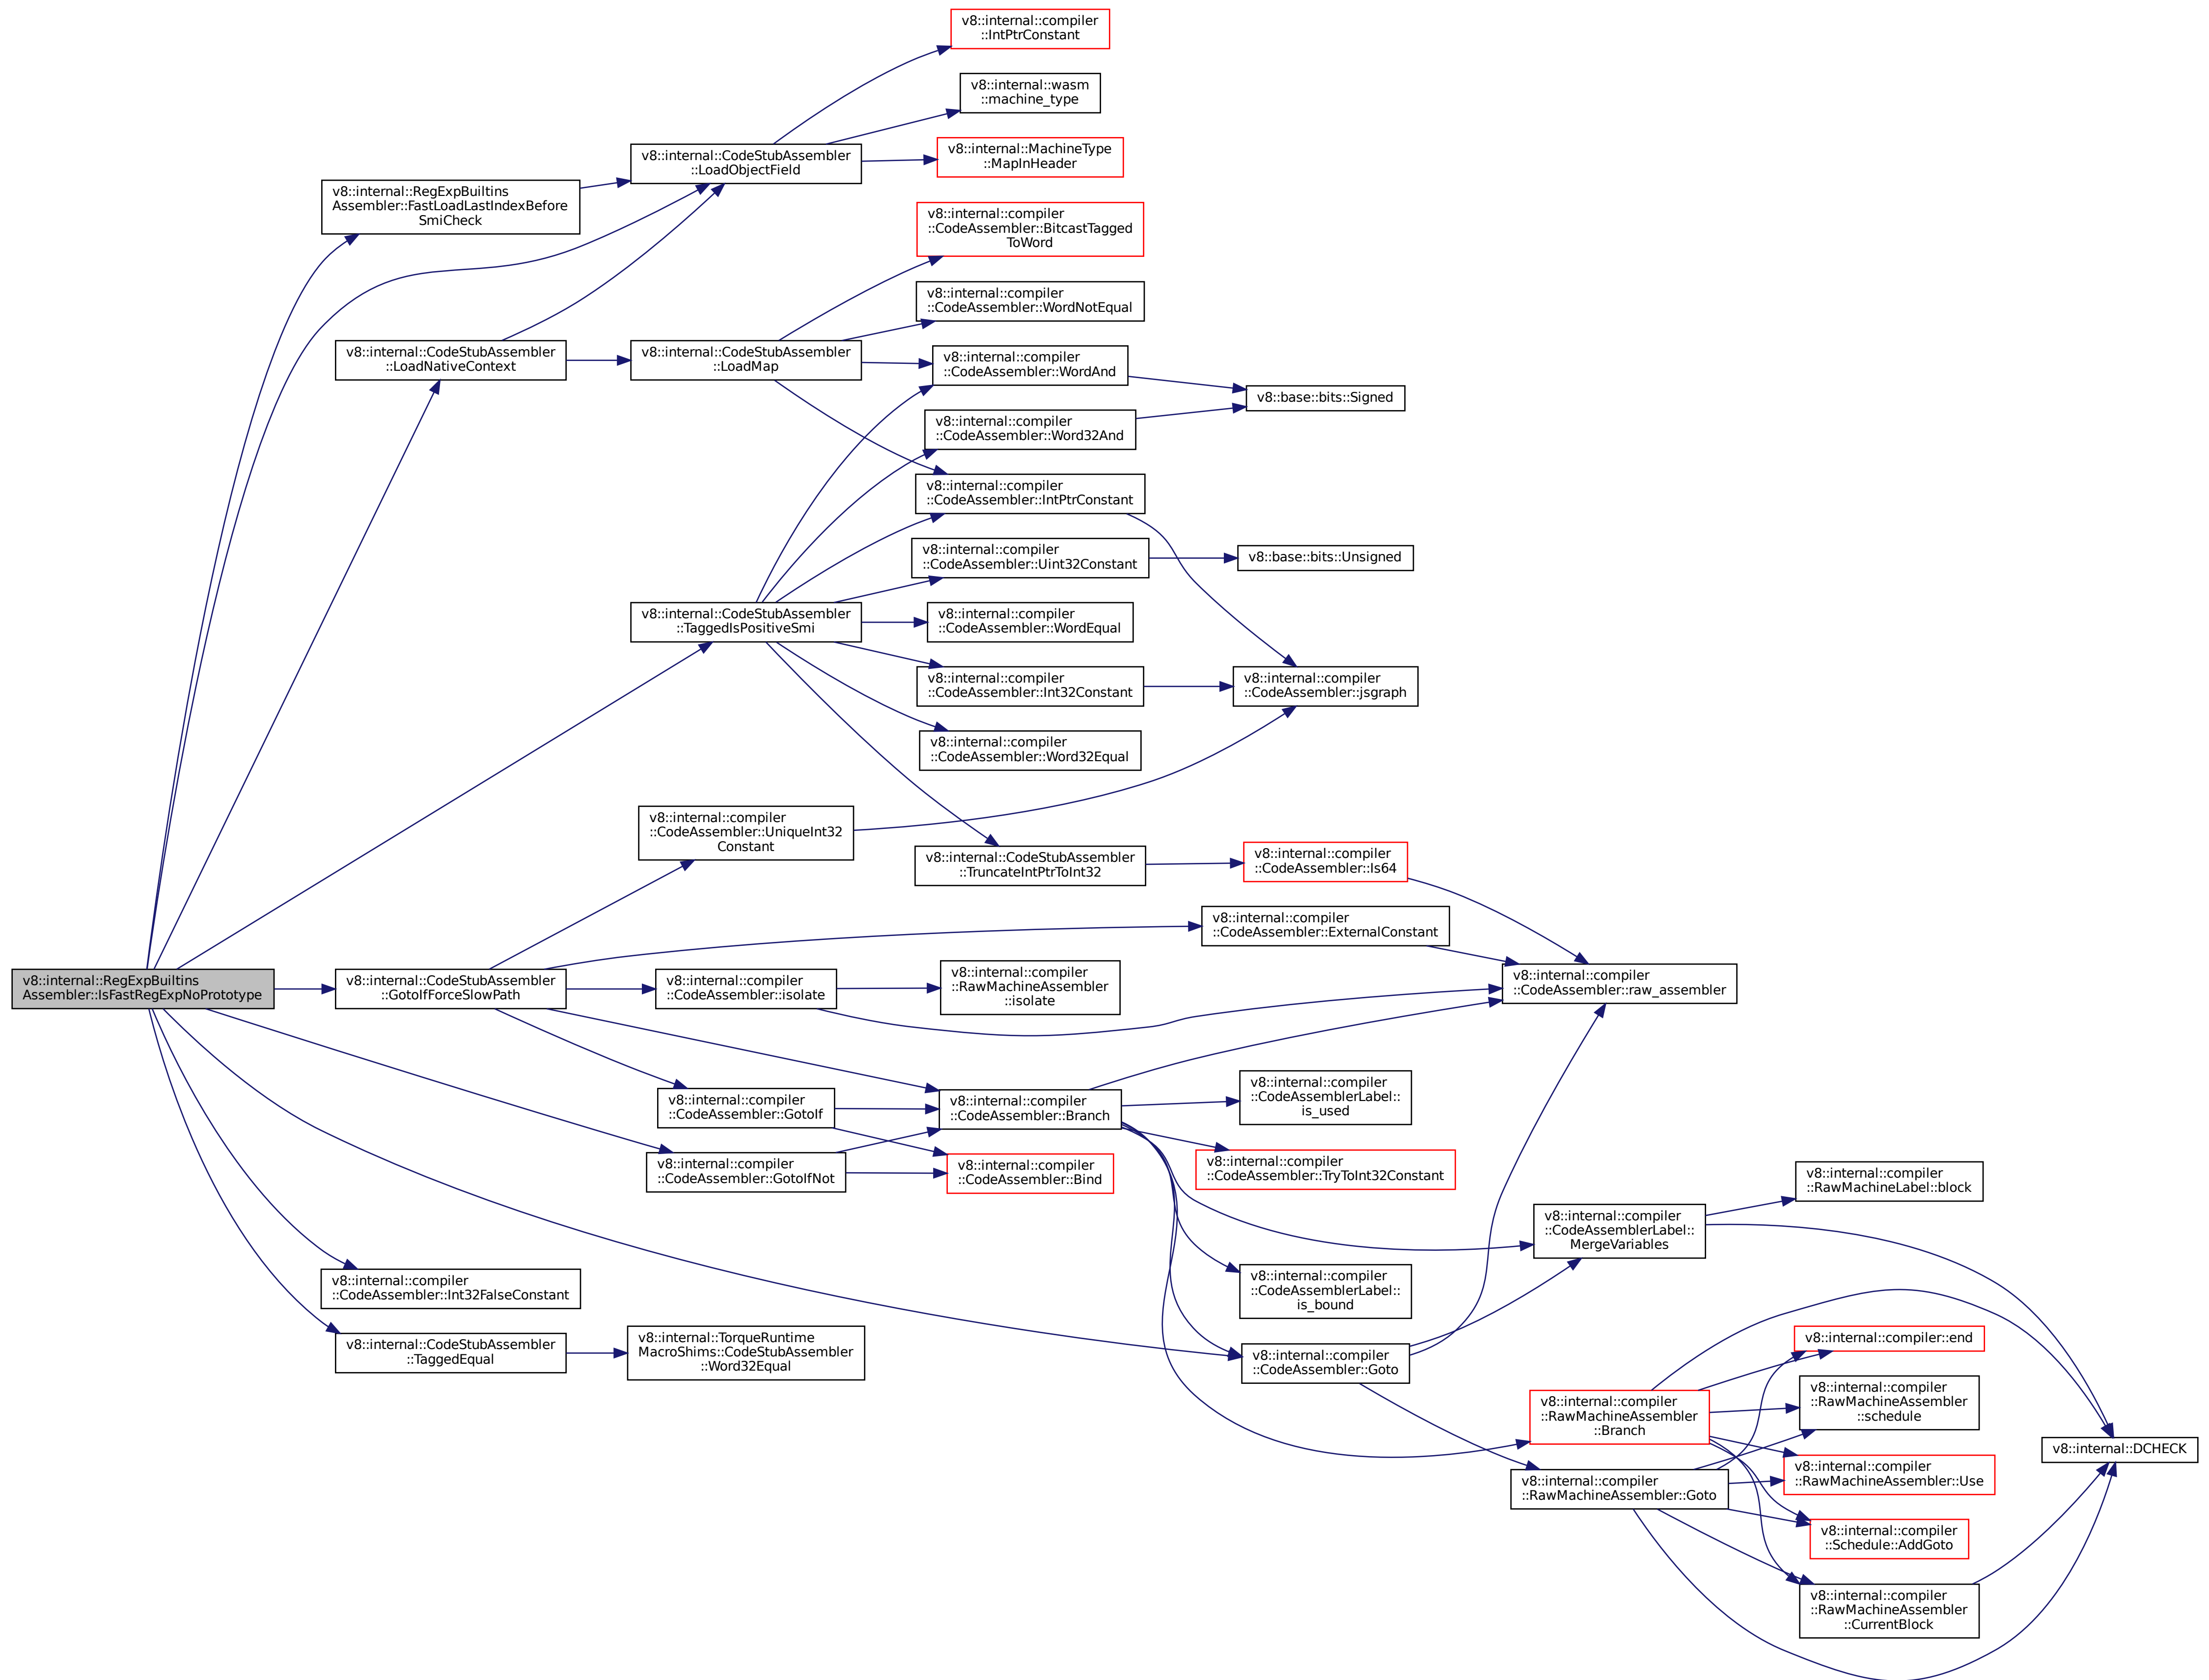 v8::internal::compiler
::IntPtrConstant
v8::internal::wasm
::machine_type
v8::internal::CodeStubAssembler
::LoadObjectField
v8::internal::MachineType
::MapInHeader
v8::internal::RegExpBuiltins
Assembler::FastLoadLastIndexBefore
SmiCheck
v8::internal::compiler
::CodeAssembler::BitcastTagged
ToWord
v8::internal::compiler
::CodeAssembler::WordNotEqual
v8::internal::CodeStubAssembler
::LoadNativeContext
v8::internal::CodeStubAssembler
::LoadMap
v8::internal::compiler
::CodeAssembler::WordAnd
v8::base::bits::Signed
v8::internal::compiler
::CodeAssembler::Word32And
v8::internal::compiler
::CodeAssembler::IntPtrConstant
v8::internal::compiler
::CodeAssembler::Uint32Constant
v8::base::bits::Unsigned
v8::internal::CodeStubAssembler
::TaggedIsPositiveSmi
v8::internal::compiler
::CodeAssembler::WordEqual
v8::internal::compiler
::CodeAssembler::Int32Constant
v8::internal::compiler
::CodeAssembler::jsgraph
v8::internal::compiler
::CodeAssembler::Word32Equal
v8::internal::compiler
::CodeAssembler::UniqueInt32
Constant
v8::internal::CodeStubAssembler
::TruncateIntPtrToInt32
v8::internal::compiler
::CodeAssembler::Is64
v8::internal::compiler
::CodeAssembler::ExternalConstant
v8::internal::RegExpBuiltins
Assembler::IsFastRegExpNoPrototype
v8::internal::CodeStubAssembler
::GotoIfForceSlowPath
v8::internal::compiler
::CodeAssembler::isolate
v8::internal::compiler
::RawMachineAssembler
::isolate
v8::internal::compiler
::CodeAssembler::raw_assembler
v8::internal::compiler
::CodeAssembler::GotoIf
v8::internal::compiler
::CodeAssembler::Branch
v8::internal::compiler
::CodeAssemblerLabel::
is_used
v8::internal::compiler
::CodeAssembler::GotoIfNot
v8::internal::compiler
::CodeAssembler::Bind
v8::internal::compiler
::CodeAssembler::TryToInt32Constant
v8::internal::compiler
::RawMachineLabel::block
v8::internal::compiler
::CodeAssemblerLabel::
MergeVariables
v8::internal::compiler
::CodeAssembler::Int32FalseConstant
v8::internal::compiler
::CodeAssemblerLabel::
is_bound
v8::internal::CodeStubAssembler
::TaggedEqual
v8::internal::TorqueRuntime
MacroShims::CodeStubAssembler
::Word32Equal
v8::internal::compiler
::CodeAssembler::Goto
v8::internal::compiler::end
v8::internal::compiler
::RawMachineAssembler
::Branch
v8::internal::compiler
::RawMachineAssembler
::schedule
v8::internal::DCHECK
v8::internal::compiler
::RawMachineAssembler::Goto
v8::internal::compiler
::RawMachineAssembler::Use
v8::internal::compiler
::Schedule::AddGoto
v8::internal::compiler
::RawMachineAssembler
::CurrentBlock